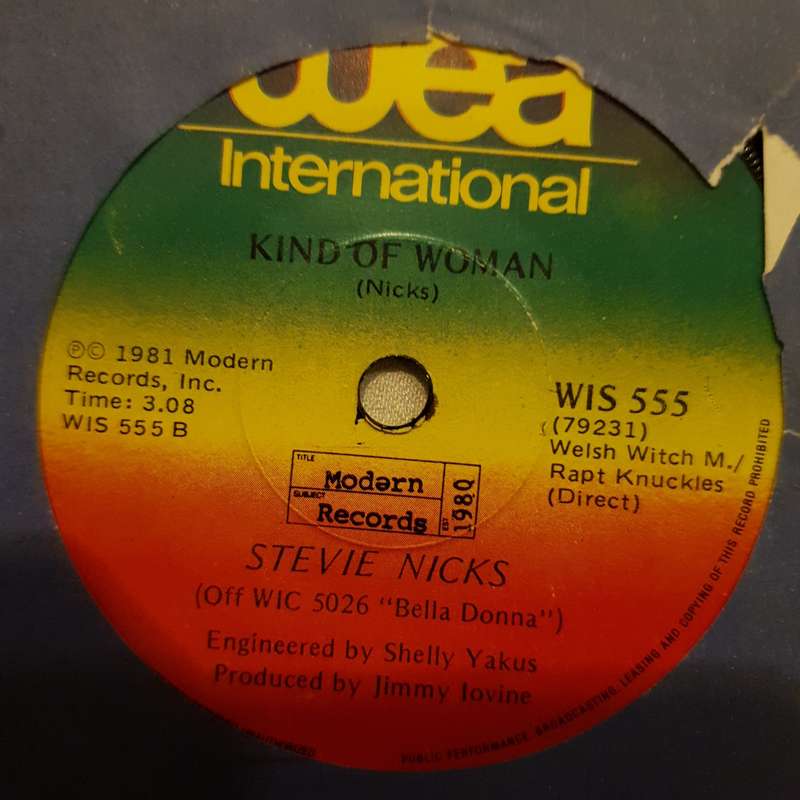 wea
International
KIND OF WOMAN
(Nicks)
℗© 1981 Modern
Records, Inc.
Time: 3.08
WIS 555 B
WIS 555
(79231)
Welsh Witch M./
Rapt Knuckles
(Direct)
TITLE
Modərn
SUBJECT
Records
EST 1980
STEVIE NICKS
(Off WIC 5026 "Bella Donna")
Engineered by Shelly Yakus
Produced by Jimmy Iovine
PUBLIC PERFORMANCE, BROADCASTING, LEASING AND COPYING OF THIS RECORD PROHIBITED